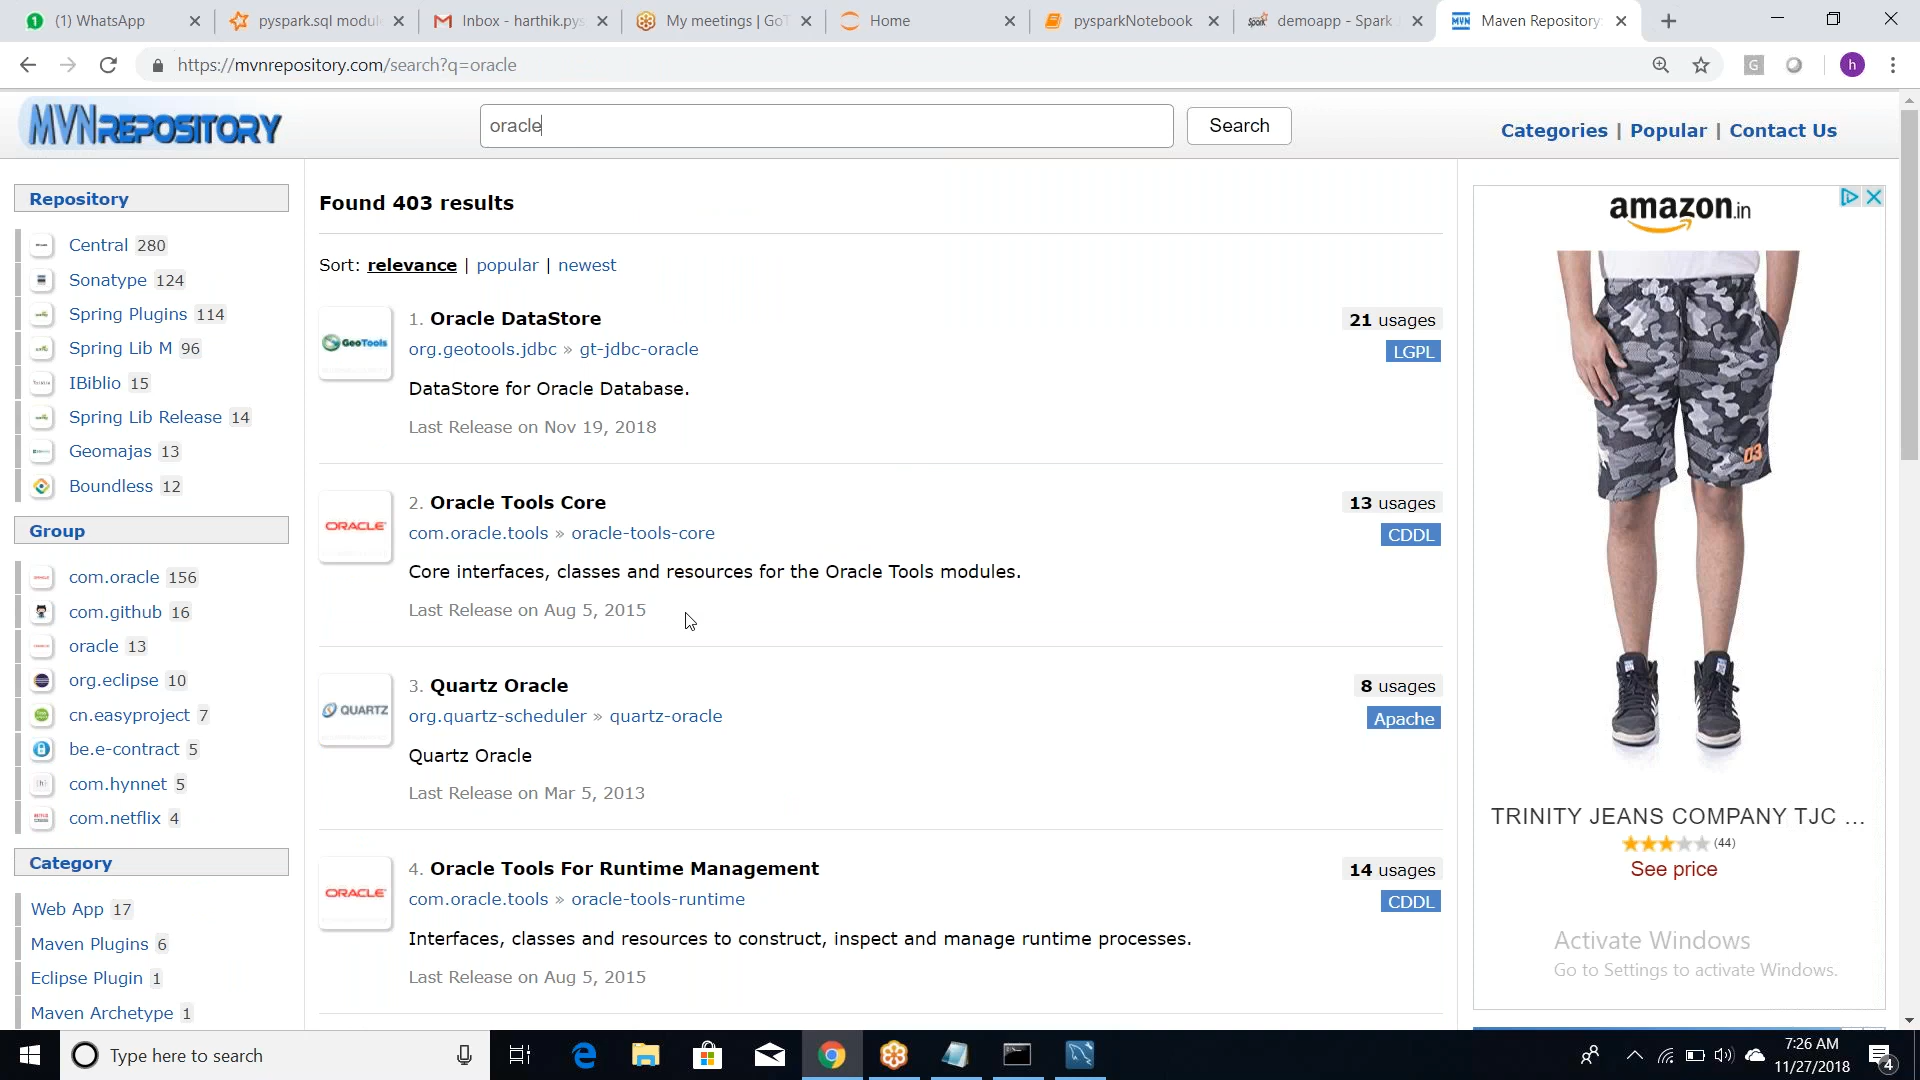 (1) WhatsApp
pyspark.sql modul
Inbox - harthik.pys
My meetings | GoT
Home
pysparkNotebook
demoapp - Spark
Maven Repository:
https://mvnrepository.com/search?q=oracle
G
h
MVNREPOSITORY
oracle
Search
Categories | Popular | Contact Us
Repository
Central 280
Sonatype 124
Spring Plugins 114
Spring Lib M 96
IBiblio 15
Spring Lib Release 14
Geomajas 13
Boundless 12
Group
com.oracle 156
com.github 16
oracle 13
org.eclipse 10
cn.easyproject 7
be.e-contract 5
com.hynnet 5
com.netflix 4
Category
Web App 17
Maven Plugins 6
Eclipse Plugin 1
Maven Archetype 1
Found 403 results
Sort: relevance | popular | newest
GeoTools
1. Oracle DataStore
21 usages
org.geotools.jdbc » gt-jdbc-oracle
LGPL
DataStore for Oracle Database.
Last Release on Nov 19, 2018
ORACLE
2. Oracle Tools Core
13 usages
com.oracle.tools » oracle-tools-core
CDDL
Core interfaces, classes and resources for the Oracle Tools modules.
Last Release on Aug 5, 2015
QUARTZ
3. Quartz Oracle
8 usages
org.quartz-scheduler » quartz-oracle
Apache
Quartz Oracle
Last Release on Mar 5, 2013
ORACLE
4. Oracle Tools For Runtime Management
14 usages
com.oracle.tools » oracle-tools-runtime
CDDL
Interfaces, classes and resources to construct, inspect and manage runtime processes.
Last Release on Aug 5, 2015
amazon.in
03
TRINITY JEANS COMPANY TJC ...
(44)
See price
Activate Windows
Go to Settings to activate Windows.
Type here to search
7:26 AM
11/27/2018
4